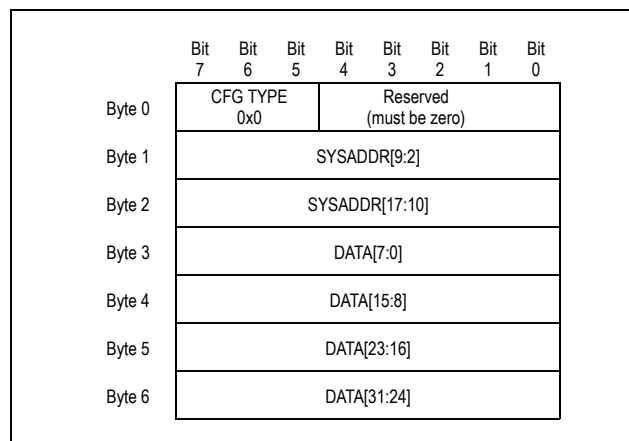 Bit Bit Bit Bit Bit Bit Bit Bit
7 6 5 4 3 2 1 0
Byte 0 CFG TYPE Reserved
0x0 (must be zero)
Byte 1 SYSADDR[9:2]
Byte 2 SYSADDR[17:10]
Byte 3 DATA[7:0]
Byte 4 DATA[15:8]
Byte 5 DATA[23:16]
Byte 6 DATA[31:24]